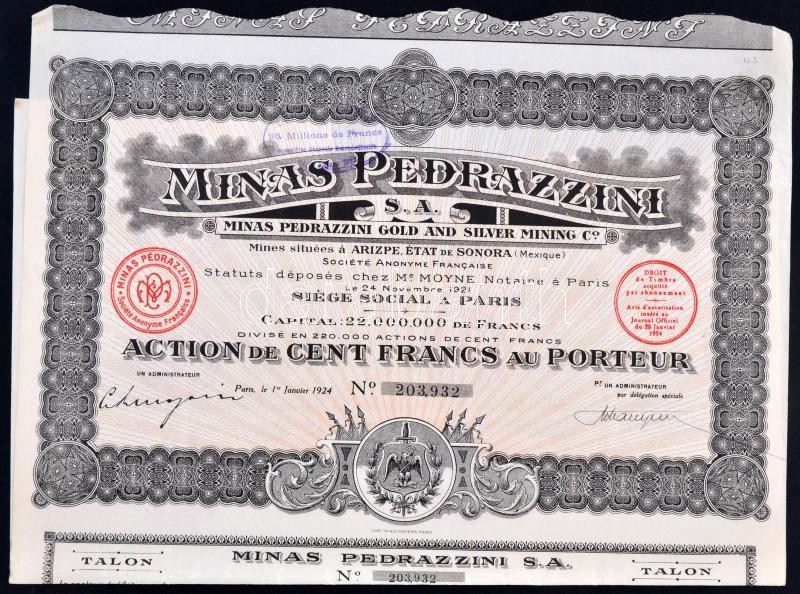 MINAS PEDRAZZINI
43
85 Millions de Francs
MINAS PEDRAZZINI
S.A.
MINAS PEDRAZZINI GOLD AND SILVER MINING Cº
Mines situées à ARIZPE, ÉTAT DE SONORA (Mexique)
SOCIÉTÉ ANONYME FRANÇAISE
Statuts déposés chez Mᵉ MOYNE Notaire à Paris
Le 24 Novembre 1921
SIÈGE SOCIAL A PARIS
CAPITAL: 22.000.000 DE FRANCS
DIVISÉ EN 220.000 ACTIONS DE CENT FRANCS
ACTION DE CENT FRANCS AU PORTEUR
MINAS PÉDRAZZINI
Société Anonyme Française
DROIT
de Timbre
acquitté
par abonnement
Avis d'autorisation
inséré au
Journal Officiel
du 29 Janvier
1924
UN ADMINISTRATEUR
Paris, le 1ᵉʳ Janvier 1924
Nº 203,932
Pʳ UN ADMINISTRATEUR
par délégation spéciale
TALON
MINAS PEDRAZZINI S.A.
Nº 203,932
TALON